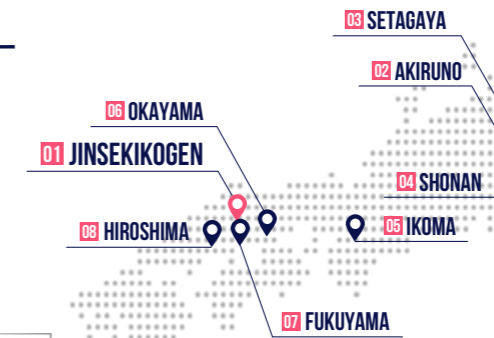 03 SETAGAYA
02 AKIRUNO
06 OKAYAMA
01 JINSEKIKOGEN
04 SHONAN
08 HIROSHIMA
05 IKOMA
07 FUKUYAMA